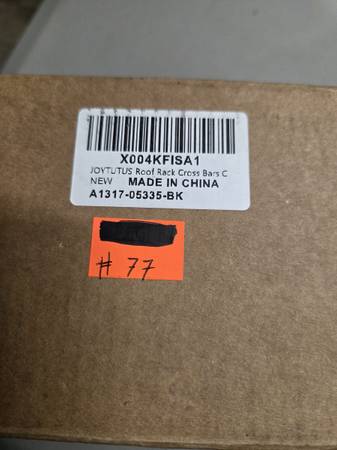 X004KFISA1
JOYTUTUS Roof Rack Cross Bars C
NEW MADE IN CHINA
A1317-05335-BK
# 77